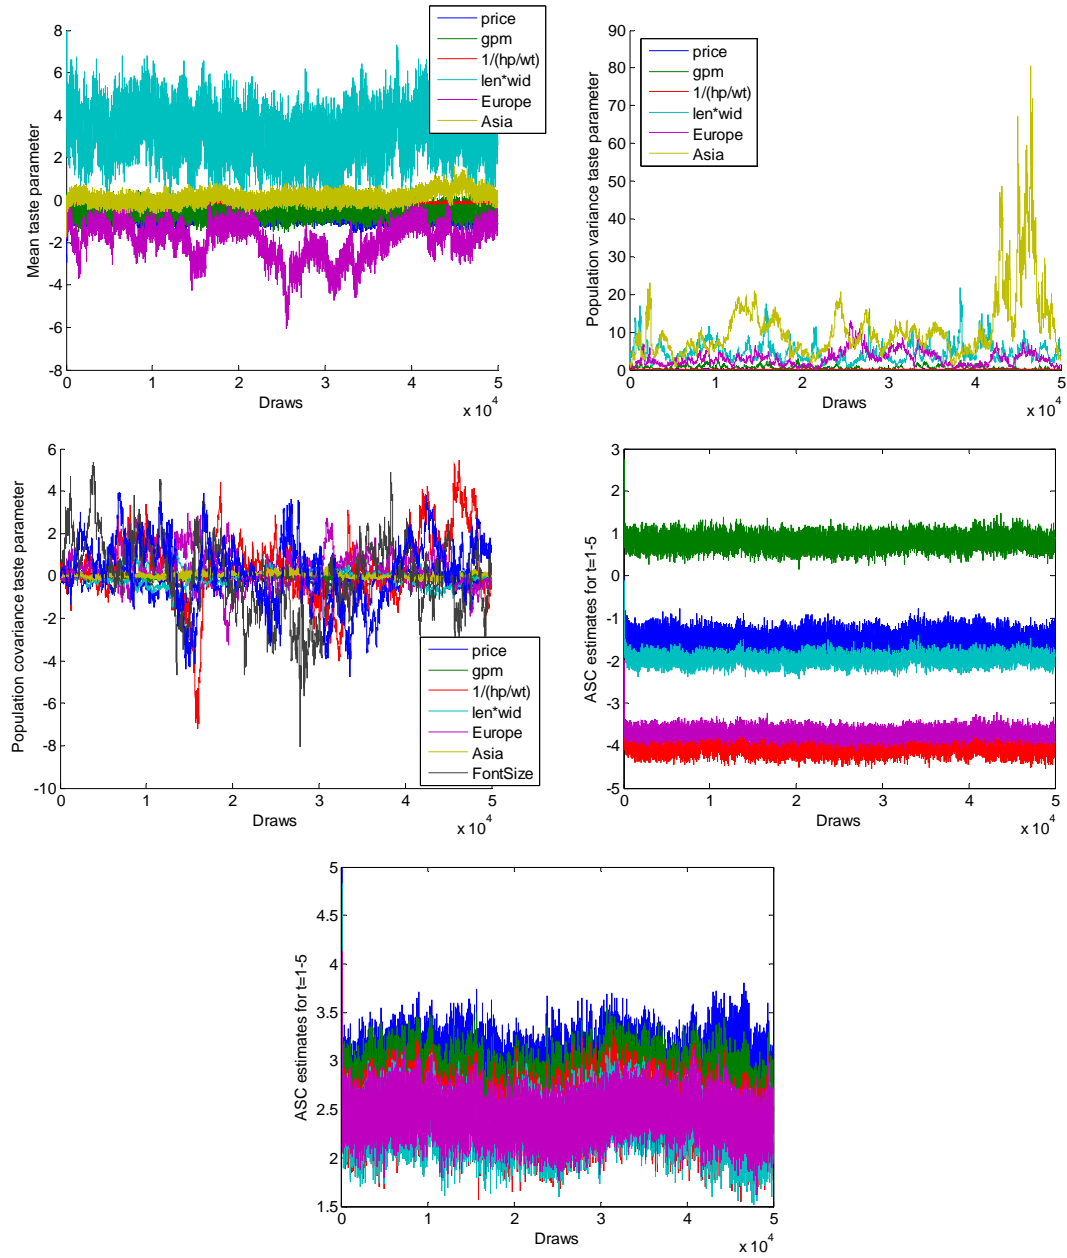 8
6
4
2
0
-2
-4
-6
-8
Mean taste parameter
price
gpm
1/(hp/wt)
len*wid
Europe
Asia
0
1
2
3
4
5
Draws
x 10^4
90
80
70
60
50
40
30
20
10
0
Population variance taste parameter
price
gpm
1/(hp/wt)
len*wid
Europe
Asia
0
1
2
3
4
5
Draws
x 10^4
6
4
2
0
-2
-4
-6
-8
-10
Population covariance taste parameter
price
gpm
1/(hp/wt)
len*wid
Europe
Asia
FontSize
0
1
2
3
4
5
Draws
x 10^4
3
2
1
0
-1
-2
-3
-4
-5
ASC estimates for t=1-5
0
1
2
3
4
5
Draws
x 10^4
5
4.5
4
3.5
3
2.5
2
1.5
ASC estimates for t=1-5
0
1
2
3
4
5
Draws
x 10^4